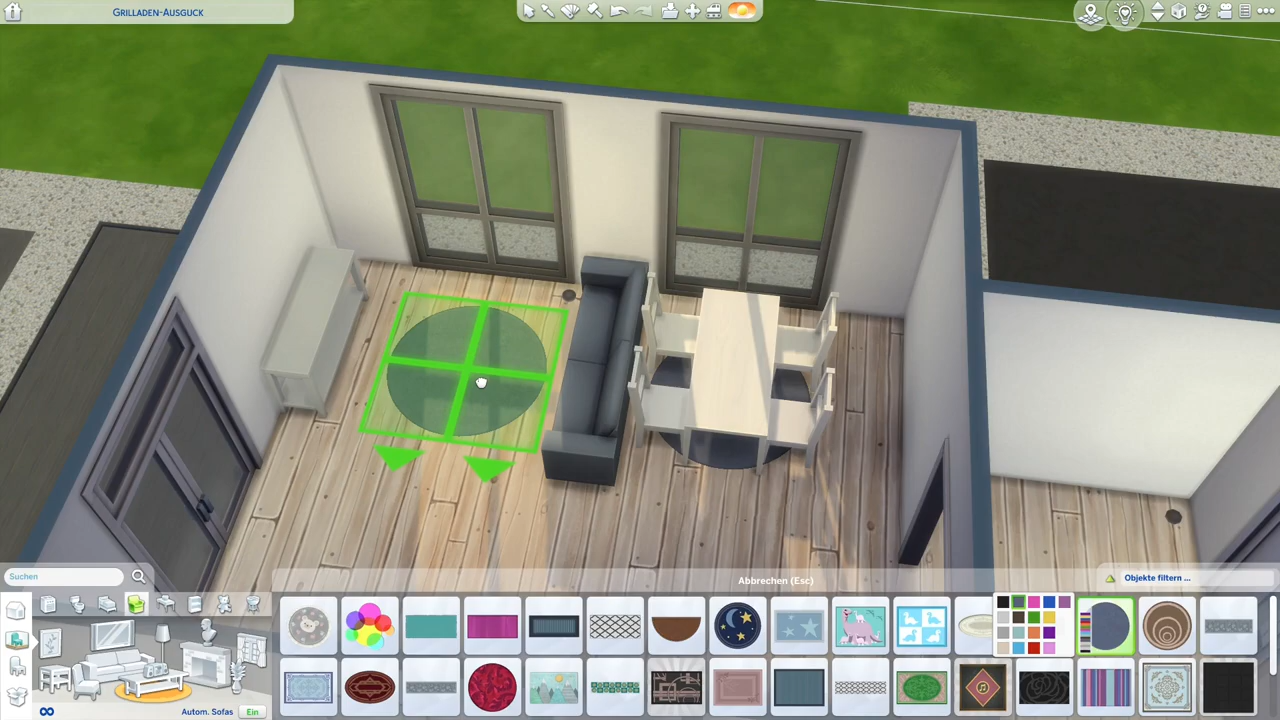 Grilladen-Ausguck
Abbrechen (Esc)
Suchen
Objekte filtern ...
Autom. Sofas
Ein